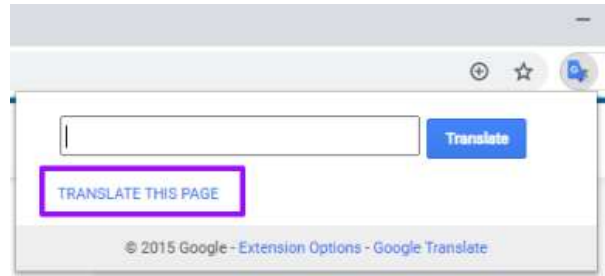 Translate
TRANSLATE THIS PAGE
© 2015 Google - Extension Options - Google Translate